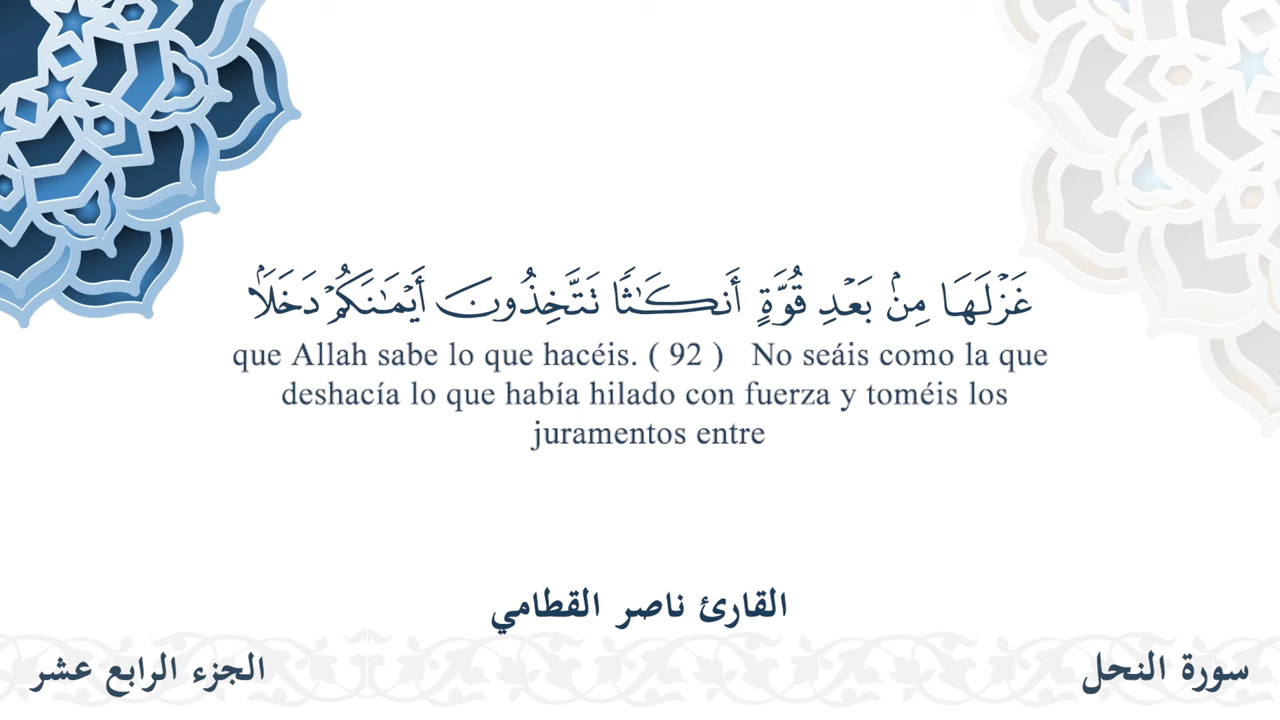 غَزْلَهَا مِنۢ بَعْدِ قُوَّةٍ أَنكَـٰثًا تَتَّخِذُونَ أَيْمَـٰنَكُمْ دَخَلًۢا
que Allah sabe lo que hacéis. ( 92 ) No seáis como la que
deshacía lo que había hilado con fuerza y toméis los
juramentos entre
القارئ ناصر القطامي
سورة النحل
الجزء الرابع عشر